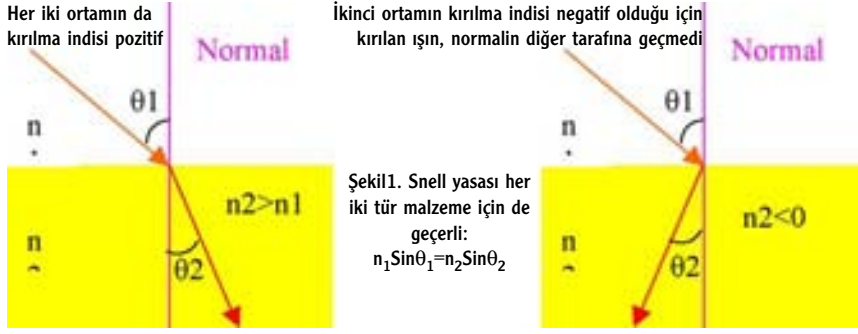 Her iki ortamın da
kırılma indisi pozitif
Normal
θ1
n
n2>n1
n
θ2
Şekil1. Snell yasası her
iki tür malzeme için de
geçerli:
n₁Sinθ₁=n₂Sinθ₂
İkinci ortamın kırılma indisi negatif olduğu için
kırılan ışın, normalin diğer tarafına geçmedi
Normal
θ1
n
n2<0
n
θ2